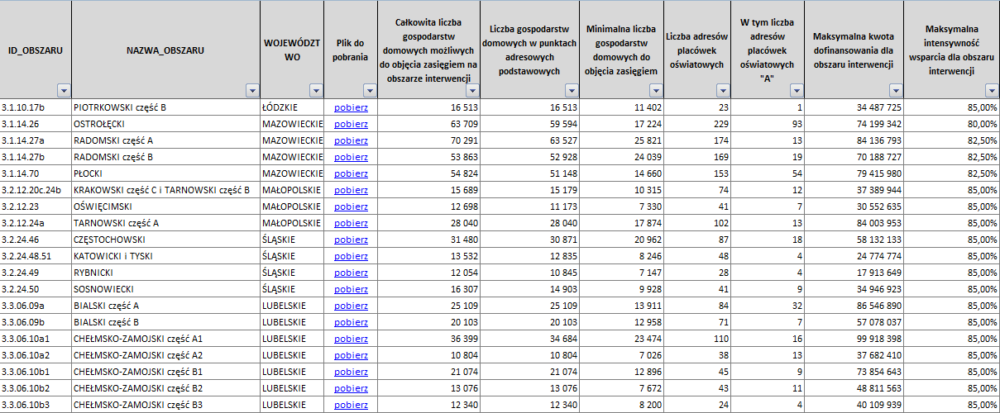 ID_OBSZARU NAZWA_OBSZARU WOJEWÓDZTWO Plik do pobrania Całkowita liczba gospodarstw domowych możliwych do objęcia zasięgiem na obszarze interwencji Liczba gospodarstw domowych w punktach adresowych podstawowych Minimalna liczba gospodarstw domowych do objęcia zasięgiem Liczba adresów placówek oświatowych W tym liczba adresów placówek oświatowych "A" Maksymalna kwota dofinansowania dla obszaru interwencji Maksymalna intensywność wsparcia dla obszaru interwencji
3.1.10.17b PIOTRKOWSKI część B ŁÓDZKIE pobierz 16 513 16 513 11 402 23 1 34 487 725 85,00%
3.1.14.26 OSTROŁĘCKI MAZOWIECKIE pobierz 63 709 59 594 17 224 229 93 74 199 342 80,00%
3.1.14.27a RADOMSKI część A MAZOWIECKIE pobierz 70 291 63 527 25 821 174 13 84 136 793 82,50%
3.1.14.27b RADOMSKI część B MAZOWIECKIE pobierz 53 863 52 928 24 039 169 19 70 188 727 82,50%
3.1.14.70 PŁOCKI MAZOWIECKIE pobierz 54 824 51 148 14 660 153 54 79 415 980 82,50%
3.2.12.20c.24b KRAKOWSKI część C i TARNOWSKI część B MAŁOPOLSKIE pobierz 15 689 15 179 10 315 74 12 37 389 944 85,00%
3.2.12.23 OŚWIĘCIMSKI MAŁOPOLSKIE pobierz 12 698 11 173 7 330 41 7 30 552 635 85,00%
3.2.12.24a TARNOWSKI część A MAŁOPOLSKIE pobierz 28 040 28 040 17 874 102 13 84 003 953 85,00%
3.2.24.46 CZĘSTOCHOWSKI ŚLĄSKIE pobierz 31 480 30 871 20 962 87 18 58 132 133 85,00%
3.2.24.48.51 KATOWICKI i TYSKI ŚLĄSKIE pobierz 13 532 12 835 8 246 48 4 24 774 774 85,00%
3.2.24.49 RYBNICKI ŚLĄSKIE pobierz 12 054 10 845 7 147 28 4 17 913 649 85,00%
3.2.24.50 SOSNOWIECKI ŚLĄSKIE pobierz 16 307 14 903 9 928 41 9 34 946 923 85,00%
3.3.06.09a BIALSKI część A LUBELSKIE pobierz 25 109 25 109 13 911 84 32 86 546 890 85,00%
3.3.06.09b BIALSKI część B LUBELSKIE pobierz 20 103 20 103 12 958 71 7 57 078 037 85,00%
3.3.06.10a1 CHEŁMSKO-ZAMOJSKI część A1 LUBELSKIE pobierz 36 399 34 684 23 474 110 16 99 918 398 85,00%
3.3.06.10a2 CHEŁMSKO-ZAMOJSKI część A2 LUBELSKIE pobierz 10 804 10 804 7 026 38 13 37 682 410 85,00%
3.3.06.10b1 CHEŁMSKO-ZAMOJSKI część B1 LUBELSKIE pobierz 21 074 21 074 12 896 45 9 73 854 643 85,00%
3.3.06.10b2 CHEŁMSKO-ZAMOJSKI część B2 LUBELSKIE pobierz 13 076 13 076 7 672 43 11 48 811 563 85,00%
3.3.06.10b3 CHEŁMSKO-ZAMOJSKI część B3 LUBELSKIE pobierz 12 340 12 340 8 200 24 4 40 109 939 85,00%